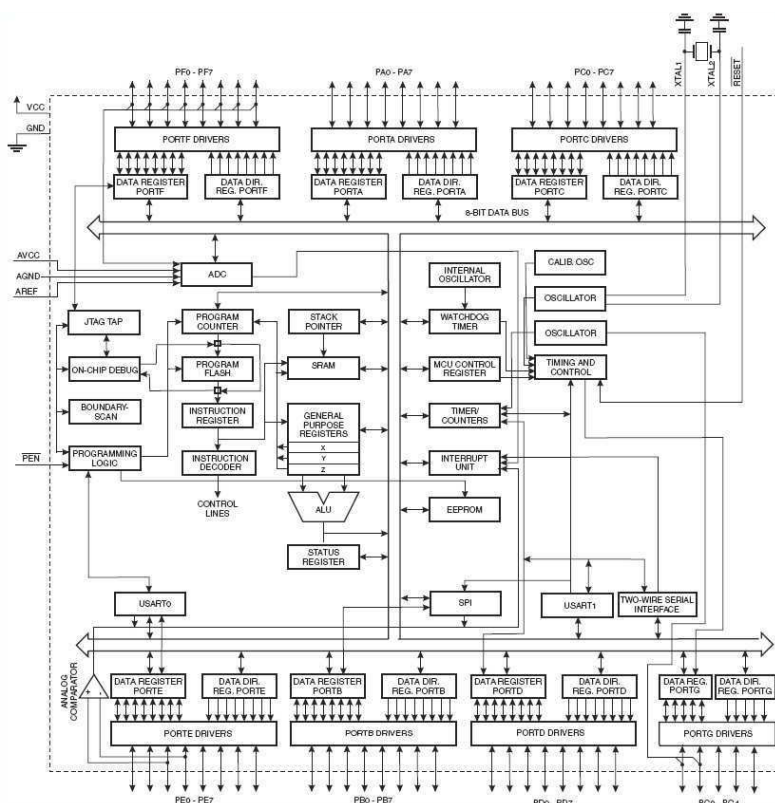 XTAL1
XTAL2
RESET
PF0 - PF7
PA0 - PA7
PC0 - PC7
VCC
GND
PORTF DRIVERS
PORTA DRIVERS
PORTC DRIVERS
DATA REGISTER
PORTF
DATA DIR.
REG. PORTF
DATA REGISTER
PORTA
DATA DIR.
REG. PORTA
DATA REGISTER
PORTC
DATA DIR.
REG. PORTC
8-BIT DATA BUS
AVCC
AGND
AREF
ADC
INTERNAL
OSCILLATOR
CALIB. OSC
OSCILLATOR
JTAG TAP
PROGRAM
COUNTER
STACK
POINTER
WATCHDOG
TIMER
OSCILLATOR
ON-CHIP DEBUG
PROGRAM
FLASH
SRAM
MCU CONTROL
REGISTER
TIMING AND
CONTROL
BOUNDARY-
SCAN
INSTRUCTION
REGISTER
GENERAL
PURPOSE
REGISTERS
X
Y
Z
TIMER/
COUNTERS
PEN
PROGRAMMING
LOGIC
INSTRUCTION
DECODER
INTERRUPT
UNIT
CONTROL
LINES
ALU
EEPROM
STATUS
REGISTER
USART0
SPI
USART1
TWO-WIRE SERIAL
INTERFACE
ANALOG
COMPARATOR
+
-
DATA REGISTER
PORTE
DATA DIR.
REG. PORTE
DATA REGISTER
PORTB
DATA DIR.
REG. PORTB
DATA REGISTER
PORTD
DATA DIR.
REG. PORTD
DATA REG.
PORTG
DATA DIR.
REG. PORTG
PORTE DRIVERS
PORTB DRIVERS
PORTD DRIVERS
PORTG DRIVERS
PE0 - PE7
PB0 - PB7
PD0 - PD7
PG0 - PG4